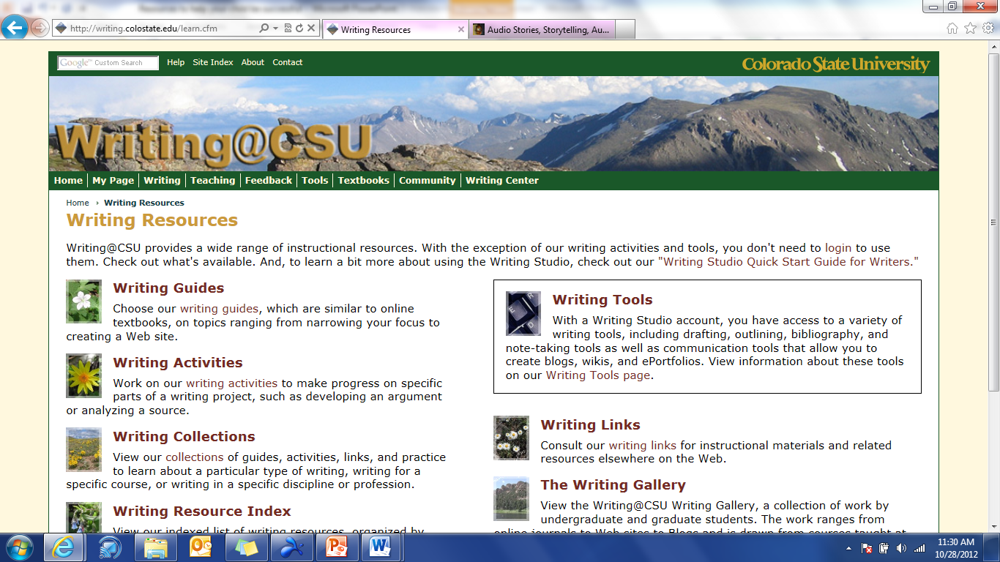 http://writing.colostate.edu/learn.cfm
Writing Resources
Audio Stories, Storytelling, Au...
Google™ Custom Search
Help Site Index About Contact
Colorado State University
Writing@CSU
Home My Page Writing Teaching Feedback Tools Textbooks Community Writing Center
Home Writing Resources
Writing Resources
Writing@CSU provides a wide range of instructional resources. With the exception of our writing activities and tools, you don't need to login to use
them. Check out what's available. And, to learn a bit more about using the Writing Studio, check out our "Writing Studio Quick Start Guide for Writers."
Writing Guides
Choose our writing guides, which are similar to online
textbooks, on topics ranging from narrowing your focus to
creating a Web site.
Writing Activities
Work on our writing activities to make progress on specific
parts of a writing project, such as developing an argument
or analyzing a source.
Writing Collections
View our collections of guides, activities, links, and practice
to learn about a particular type of writing, writing for a
specific course, or writing in a specific discipline or profession.
Writing Resource Index
View our indexed list of writing resources, organized by
Writing Tools
With a Writing Studio account, you have access to a variety of
writing tools, including drafting, outlining, bibliography, and
note-taking tools as well as communication tools that allow you to
create blogs, wikis, and ePortfolios. View information about these tools
on our Writing Tools page.
Writing Links
Consult our writing links for instructional materials and related
resources elsewhere on the Web.
The Writing Gallery
View the Writing@CSU Writing Gallery, a collection of work by
undergraduate and graduate students. The work ranges from
online journals to Web sites to Blogs and is drawn from courses taught at
11:30 AM
10/28/2012